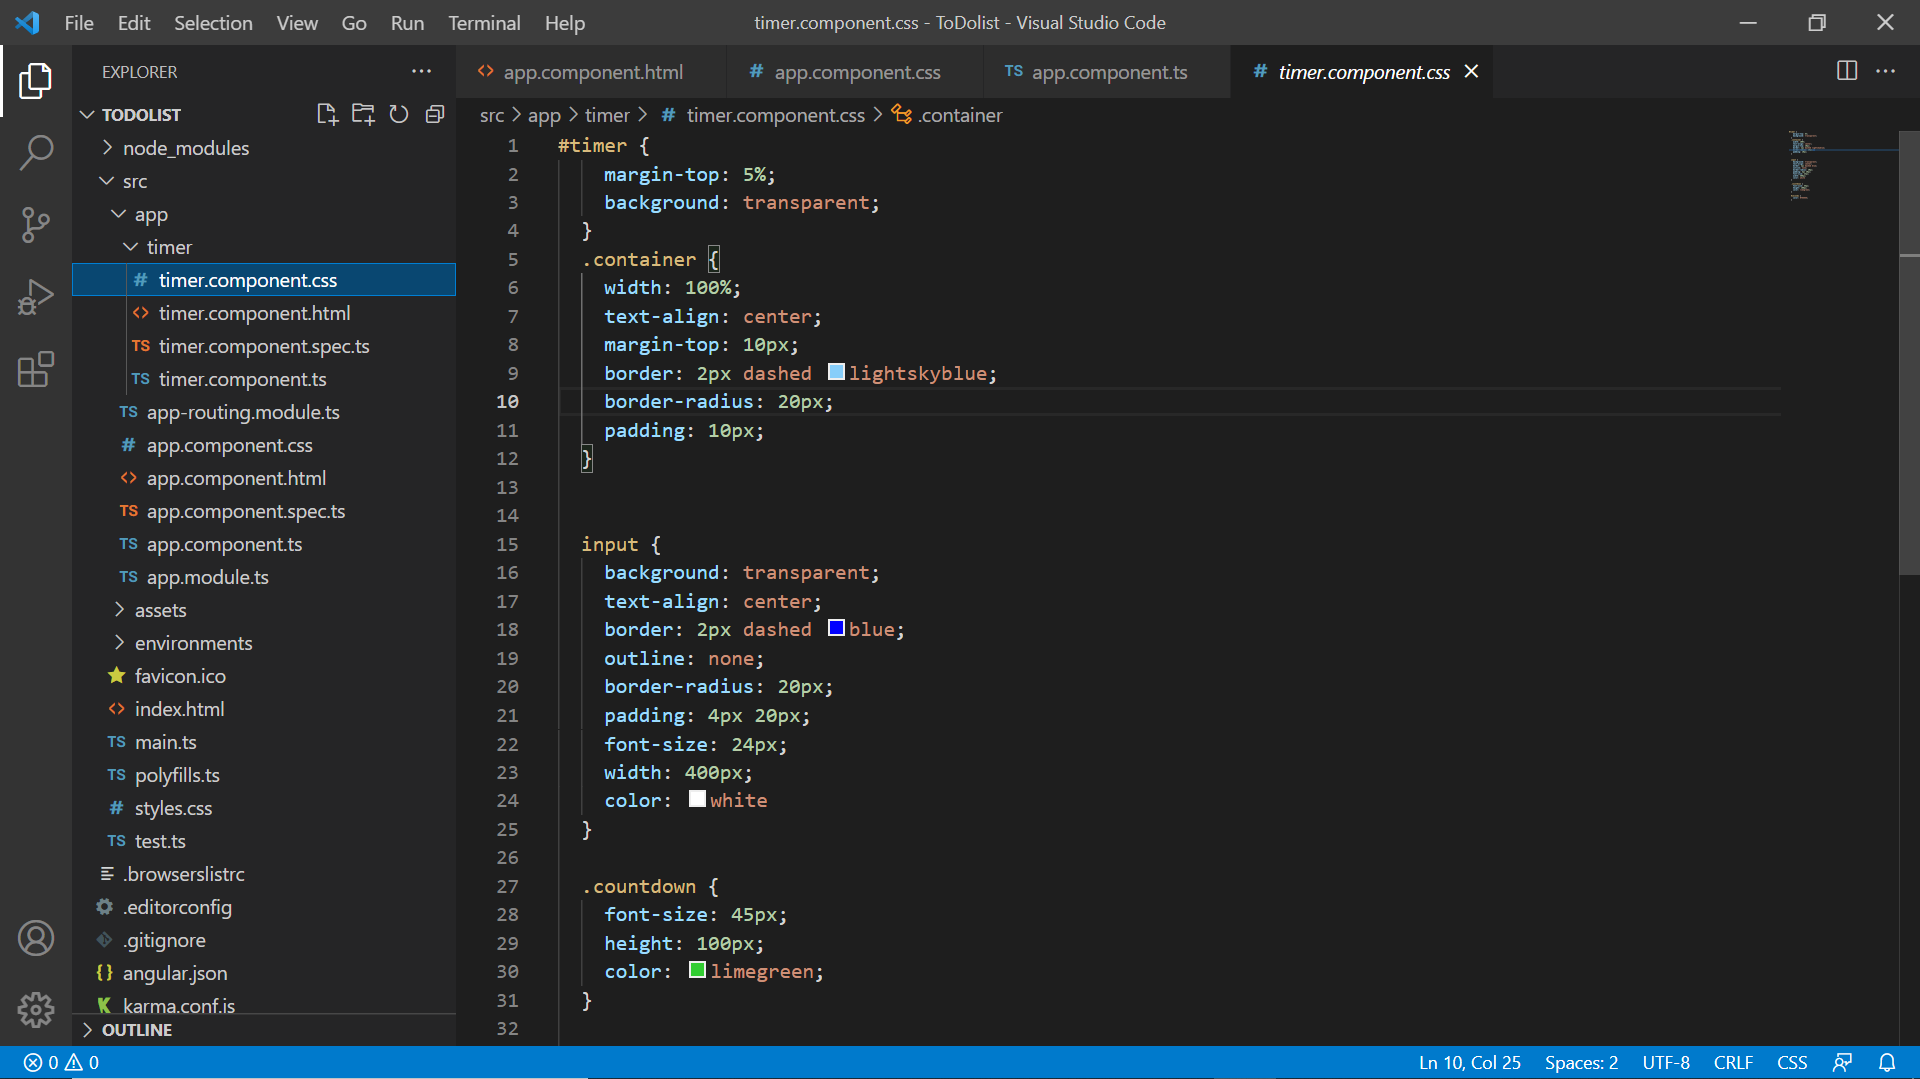 File Edit Selection View Go Run Terminal Help
timer.component.css - ToDolist - Visual Studio Code
EXPLORER
TODOLIST
node_modules
src
app
timer
# timer.component.css
<> timer.component.html
TS timer.component.spec.ts
TS timer.component.ts
TS app-routing.module.ts
# app.component.css
<> app.component.html
TS app.component.spec.ts
TS app.component.ts
TS app.module.ts
assets
environments
favicon.ico
<> index.html
TS main.ts
TS polyfills.ts
# styles.css
TS test.ts
.browserslistrc
.editorconfig
.gitignore
{} angular.json
karma.conf.js
OUTLINE
<> app.component.html # app.component.css TS app.component.ts # timer.component.css
src > app > timer > # timer.component.css > .container
1 #timer {
2 margin-top: 5%;
3 background: transparent;
4 }
5 .container {
6 width: 100%;
7 text-align: center;
8 margin-top: 10px;
9 border: 2px dashed lightskyblue;
10 border-radius: 20px;
11 padding: 10px;
12 }
13
14
15 input {
16 background: transparent;
17 text-align: center;
18 border: 2px dashed blue;
19 outline: none;
20 border-radius: 20px;
21 padding: 4px 20px;
22 font-size: 24px;
23 width: 400px;
24 color: white
25 }
26
27 .countdown {
28 font-size: 45px;
29 height: 100px;
30 color: limegreen;
31 }
32
0 0
Ln 10, Col 25 Spaces: 2 UTF-8 CRLF CSS